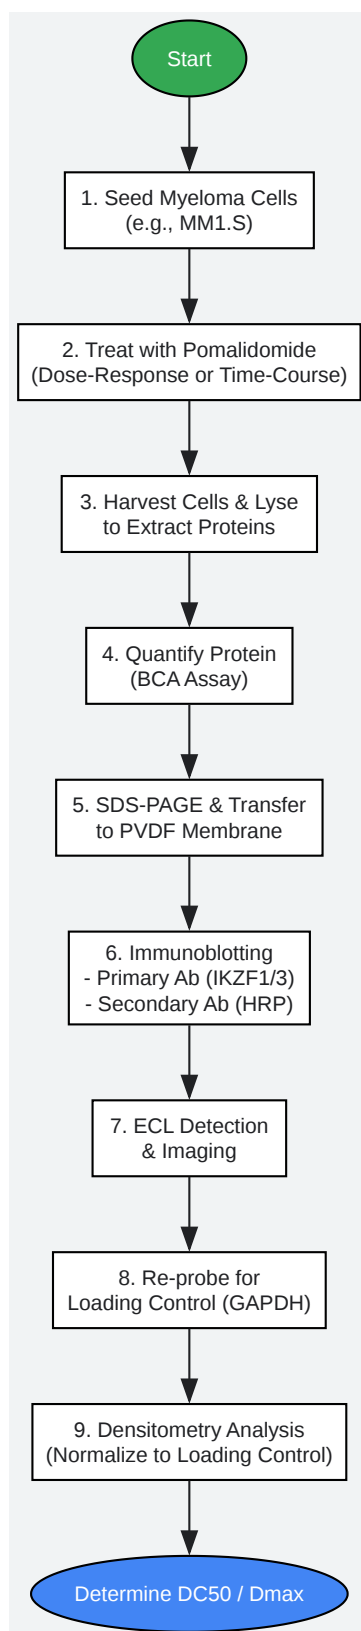 Start
1. Seed Myeloma Cells
(e.g., MM1.S)
2. Treat with Pomalidomide
(Dose-Response or Time-Course)
3. Harvest Cells & Lyse
to Extract Proteins
4. Quantify Protein
(BCA Assay)
5. SDS-PAGE & Transfer
to PVDF Membrane
6. Immunoblotting
- Primary Ab (IKZF1/3)
- Secondary Ab (HRP)
7. ECL Detection
& Imaging
8. Re-probe for
Loading Control (GAPDH)
9. Densitometry Analysis
(Normalize to Loading Control)
Determine DC50 / Dmax